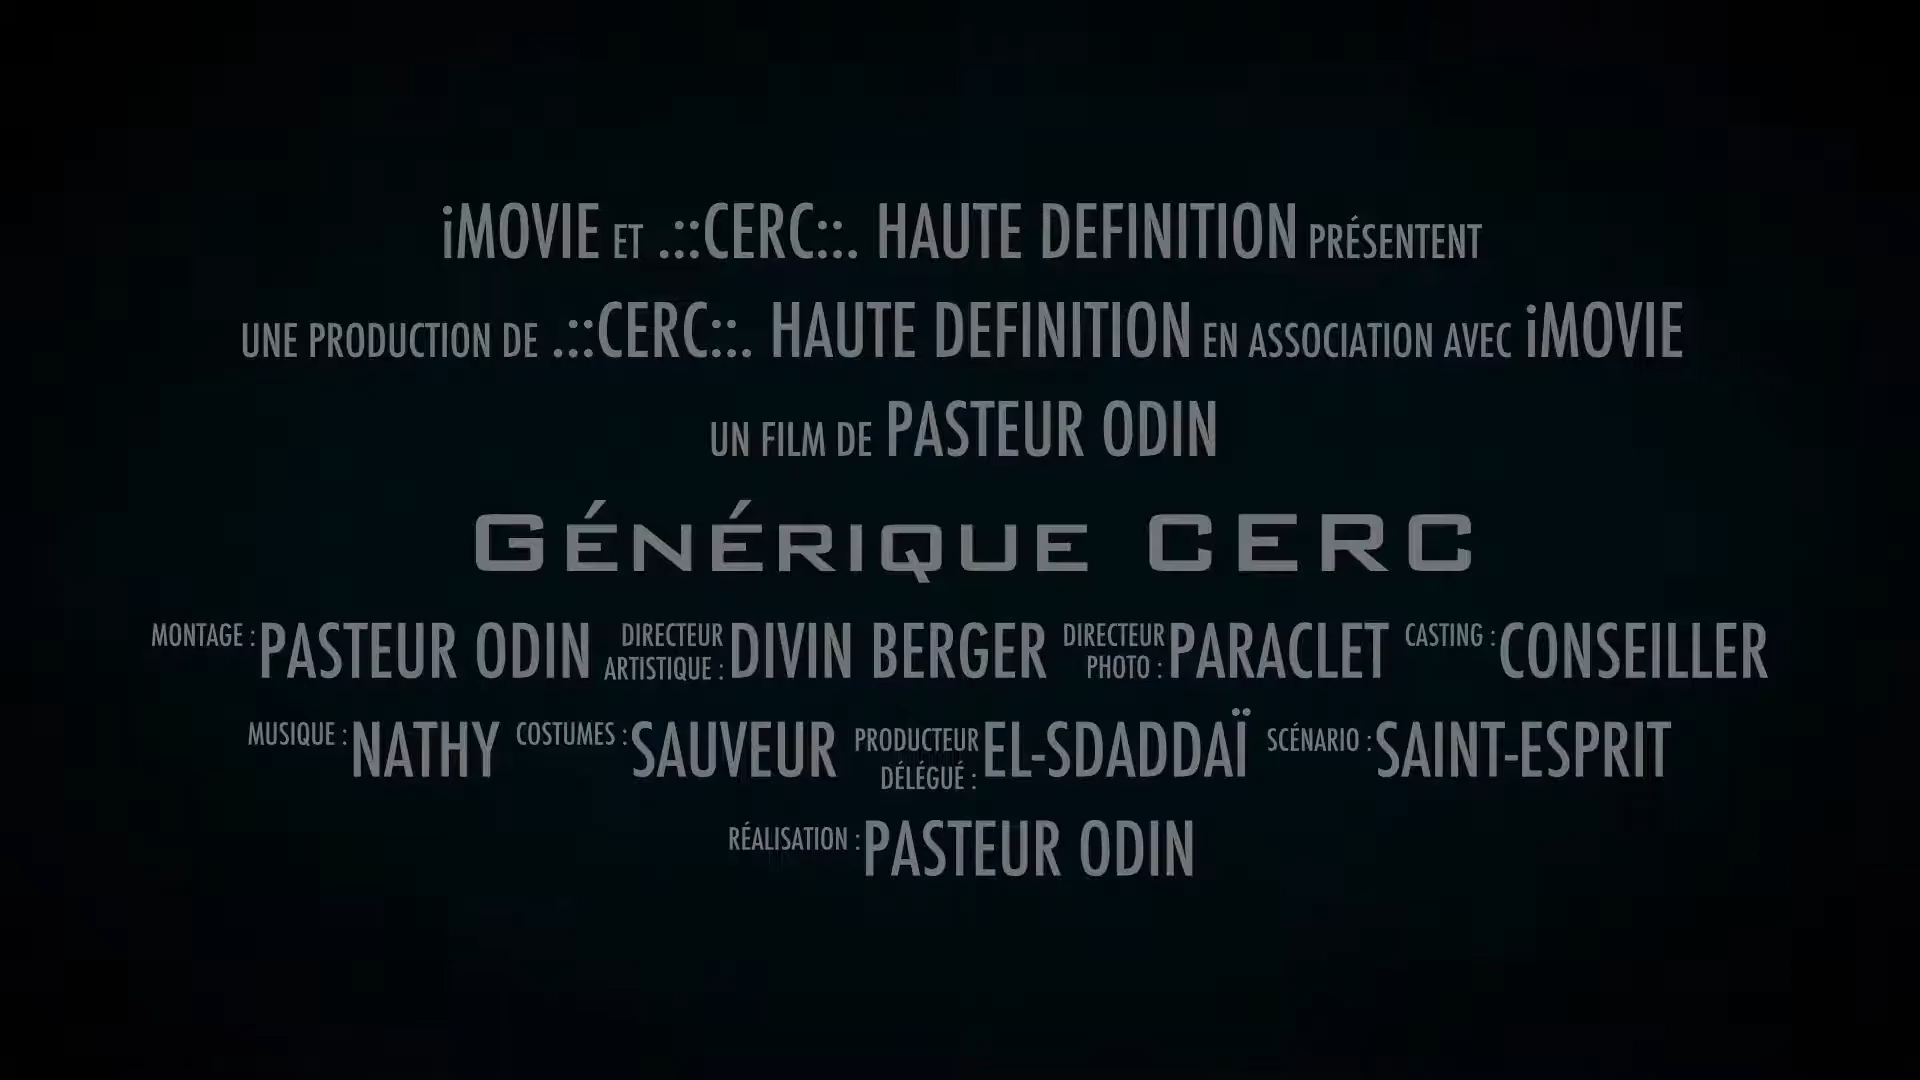 iMOVIE ET .::CERC::. HAUTE DEFINITION PRÉSENTENT
UNE PRODUCTION DE .::CERC::. HAUTE DEFINITION EN ASSOCIATION AVEC iMOVIE
UN FILM DE PASTEUR ODIN
GÉNÉRIQUE CERC
MONTAGE : PASTEUR ODIN DIRECTEUR ARTISTIQUE : DIVIN BERGER DIRECTEUR PHOTO : PARACLET CASTING : CONSEILLER
MUSIQUE : NATHY COSTUMES : SAUVEUR PRODUCTEUR DÉLÉGUÉ : EL-SDADDAÏ SCÉNARIO : SAINT-ESPRIT
RÉALISATION : PASTEUR ODIN